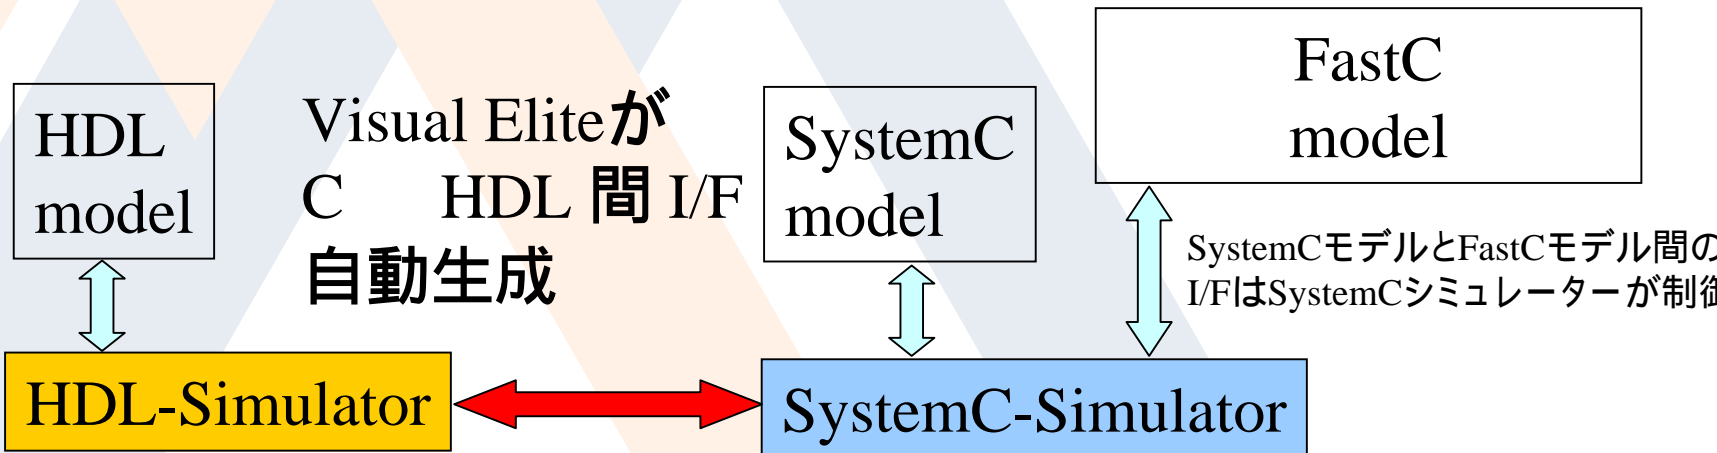 HDL
model
Visual Eliteが
C HDL 間 I/F
自動生成
SystemC
model
FastC
model
SystemCモデルとFastCモデル間の
I/FはSystemCシミュレーターが制御
HDL-Simulator
SystemC-Simulator